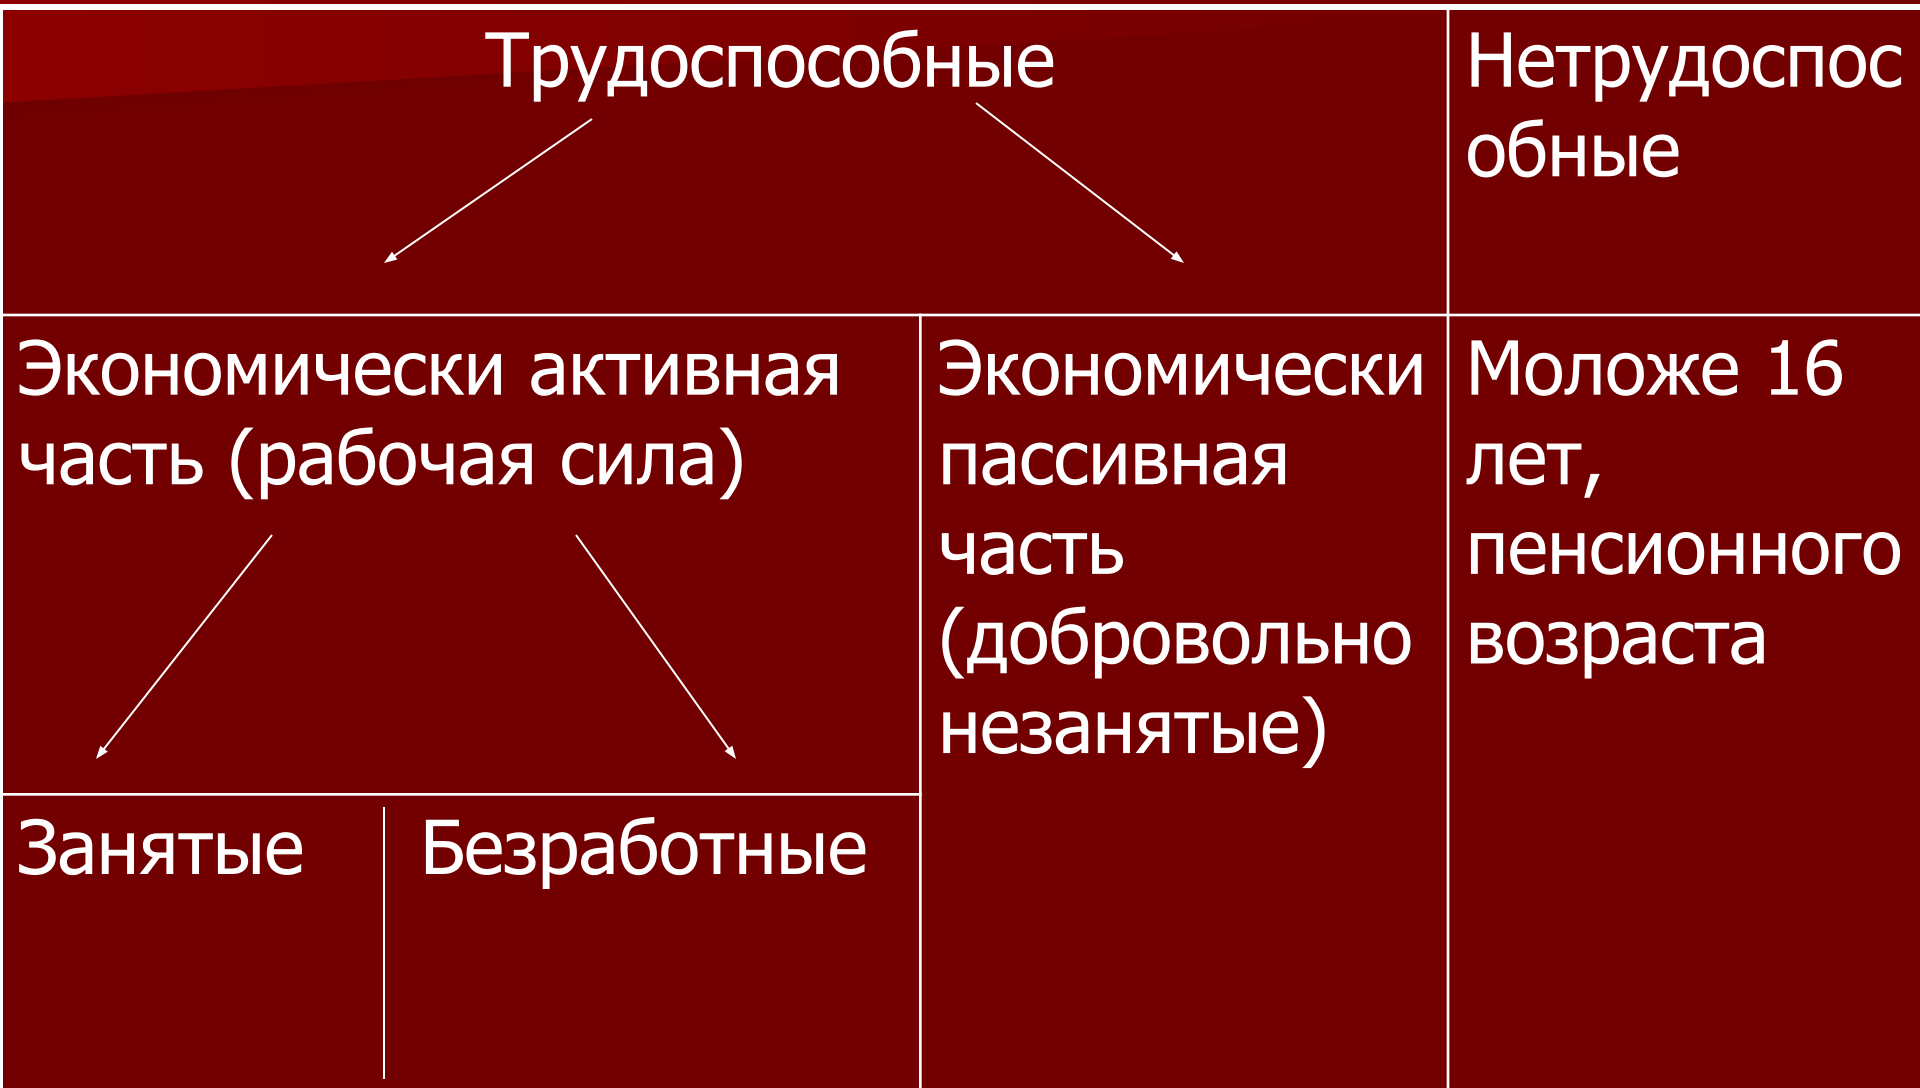 Трудоспособные
Нетрудоспос
обные
Экономически активная
часть (рабочая сила)
Экономически
пассивная
часть
(добровольно
незанятые)
Моложе 16
лет,
пенсионного
возраста
Занятые
Безработные